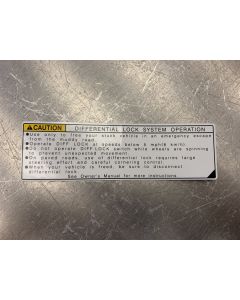 CAUTION DIFFERENTIAL LOCK SYSTEM OPERATION
●Use only to free your stuck vehicle in an emergency escape
from the muddy road.
●Operate DIFF LOCK at speeds below 5 mph(8 km/h).
●Do not operate DIFF-LOCK switch while wheels are spinning
to prevent unexpected movement.
●On paved roads, use of differential lock requires large
steering effort and careful cornering control.
●When your vehicle is freed, be sure to disconnect
differential lock.
See Owner's Manual for more instructions.